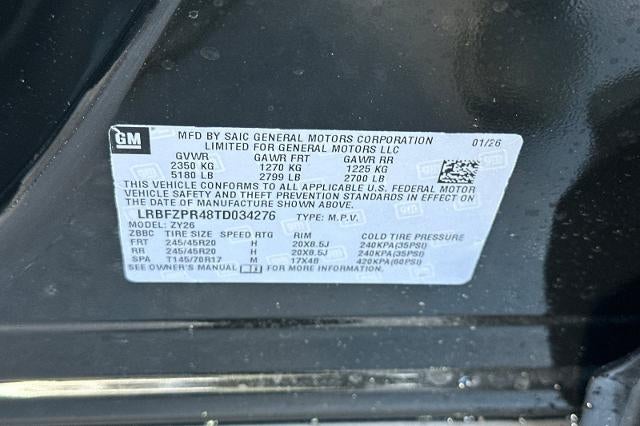 GM
MFD BY SAIC GENERAL MOTORS CORPORATION 01/26
LIMITED FOR GENERAL MOTORS LLC
GVWR GAWR FRT GAWR RR
2350 KG 1270 KG 1225 KG
5180 LB 2799 LB 2700 LB
THIS VEHICLE CONFORMS TO ALL APPLICABLE U.S. FEDERAL MOTOR
VEHICLE SAFETY AND THEFT PREVENTION STANDARDS IN EFFECT ON
THE DATE OF MANUFACTURE SHOWN ABOVE.
LRBFZPR48TD034276 TYPE: M.P.V.
MODEL: ZY26
ZBBC TIRE SIZE SPEED RTG RIM COLD TIRE PRESSURE
FRT 245/45R20 H 20X8.5J 240KPA(35PSI)
RR 245/45R20 H 20X8.5J 240KPA(35PSI)
SPA T145/70R17 M 17X4B 420KPA(60PSI)
SEE OWNER'S MANUAL FOR MORE INFORMATION.